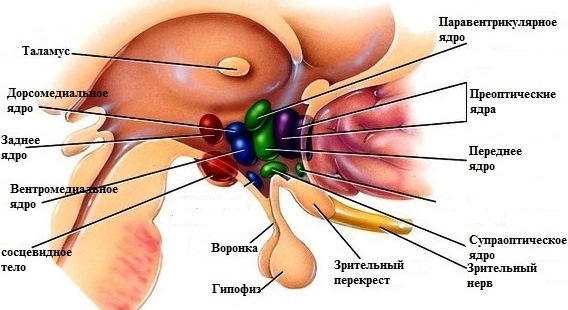 Таламус
Дорсомедиальное
ядро
Заднее
ядро
Вентромедиальное
ядро
сосцевидное
тело
Воронка
Гипофиз
Зрительный
перекрест
Паравентрикулярное
ядро
Преоптические
ядра
Переднее
ядро
Супраоптическое
ядро
Зрительный
нерв